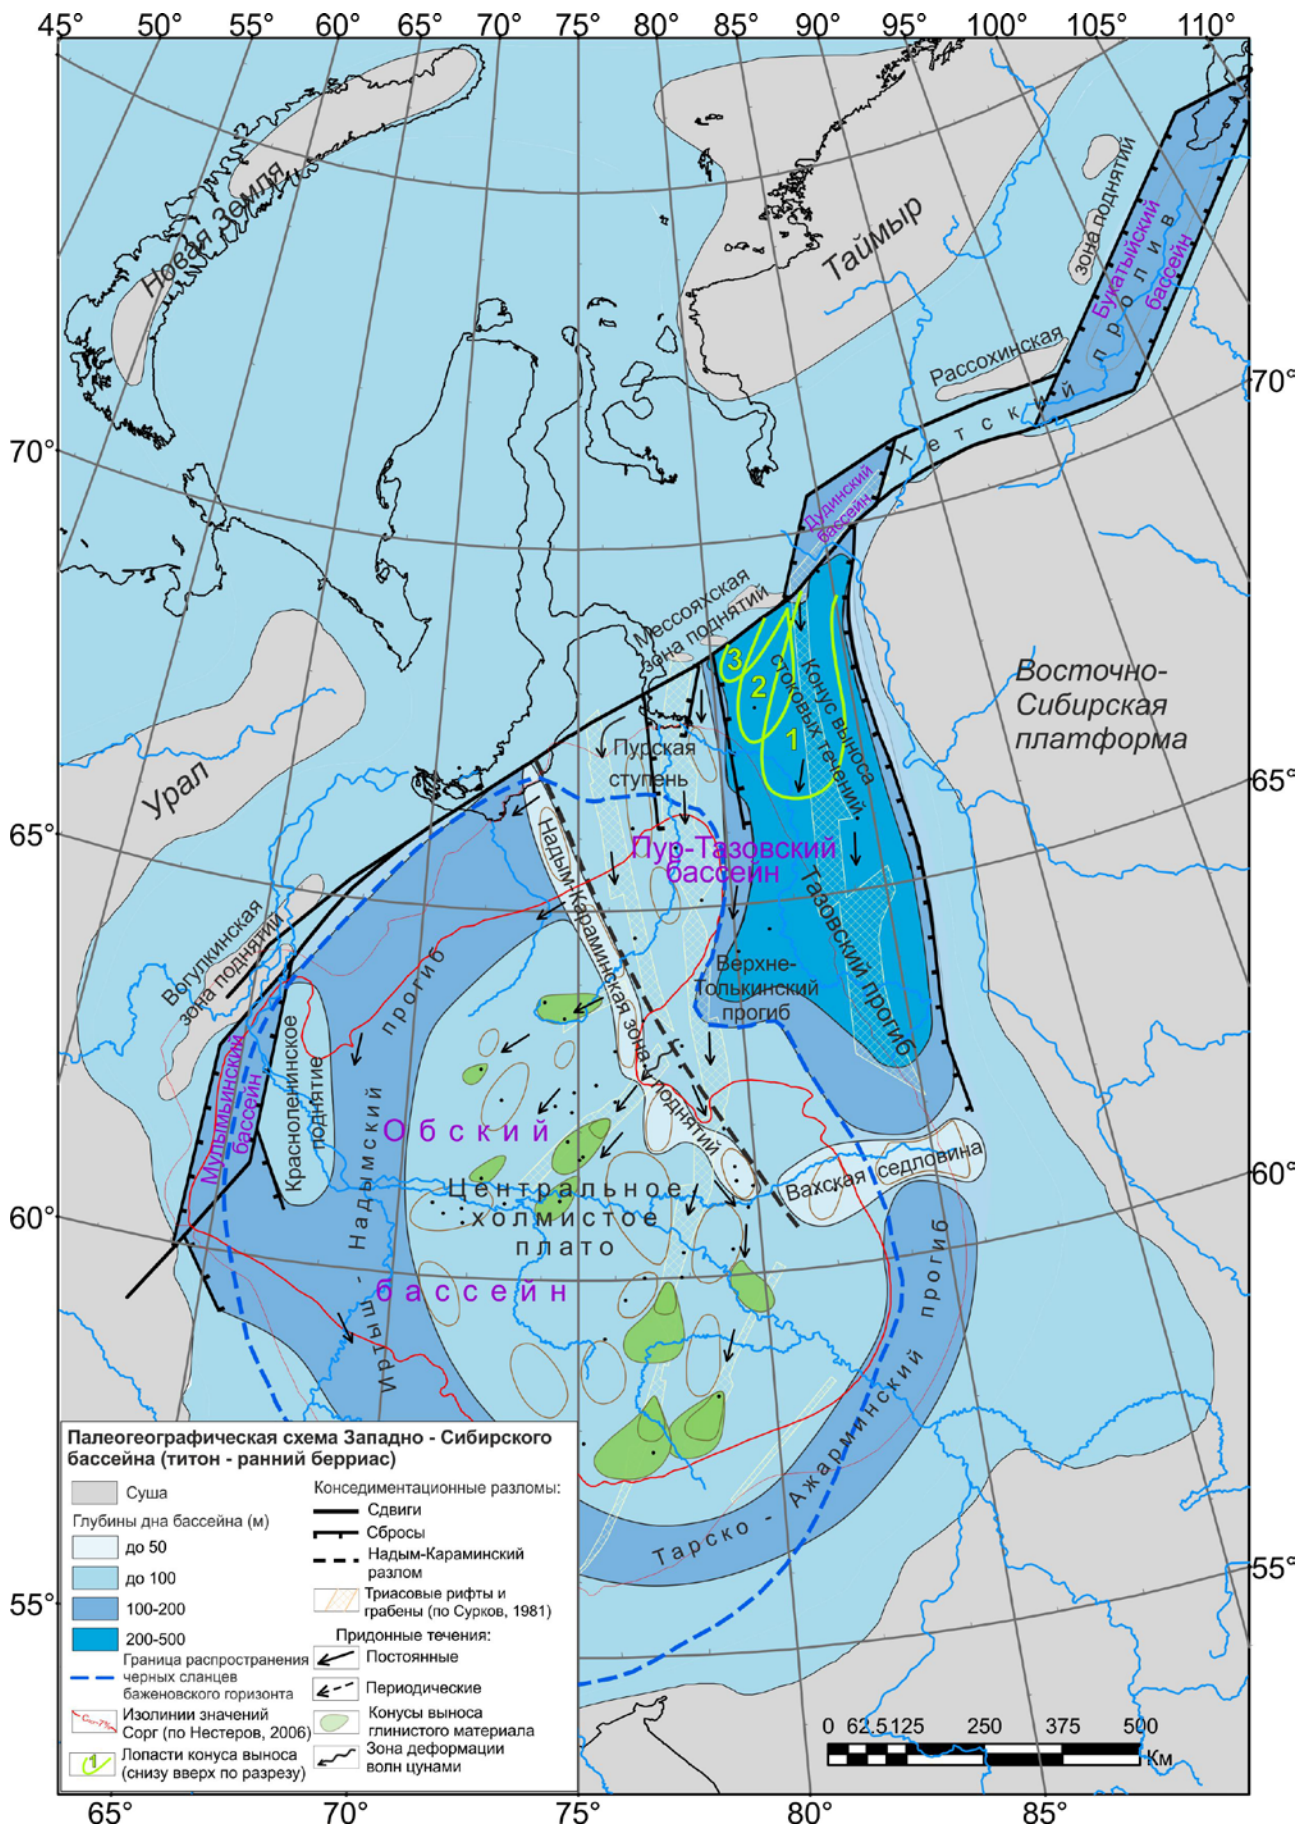 45° 50° 55° 60° 65° 70° 75° 80° 85° 90° 95° 100° 105° 110°
Новая Земля
Таймыр
зона поднятий
Букатыйский
бассейн
Рассохинская
Хетский
пролив
70°
70°
Дудинский
бассейн
Мессояхская
зона поднятий
3
2
1
Конус выноса
стоковых течений
Восточно-
Сибирская
платформа
Пурская
ступень
Урал
65°
65°
Надым-Караминская зона поднятий
Пур-Тазовский
бассейн
Тазовский прогиб
Верхне-
Толькинский
прогиб
Вогулкинская
зона поднятий
Мулымьинский
бассейн
Красноленинское
поднятие
Иртыш - Надымский прогиб
Обский
Центральное
холмистое
плато
бассейн
Вахская седловина
60°
60°
Тарско - Ажарминский прогиб
55°
55°
Палеогеографическая схема Западно - Сибирского
бассейна (титон - ранний берриас)
Суша
Глубины дна бассейна (м)
до 50
до 100
100-200
200-500
Граница распространения
черных сланцев
баженовского горизонта
Изолинии значений
Сорг (по Нестеров, 2006)
1
Лопасти конуса выноса
(снизу вверх по разрезу)
Конседиментационные разломы:
Сдвиги
Сбросы
Надым-Караминский
разлом
Триасовые рифты и
грабены (по Сурков, 1981)
Придонные течения:
Постоянные
Периодические
Конусы выноса
глинистого материала
Зона деформации
волн цунами
0 62,5 125 250 375 500
Км
65° 70° 75° 80° 85°